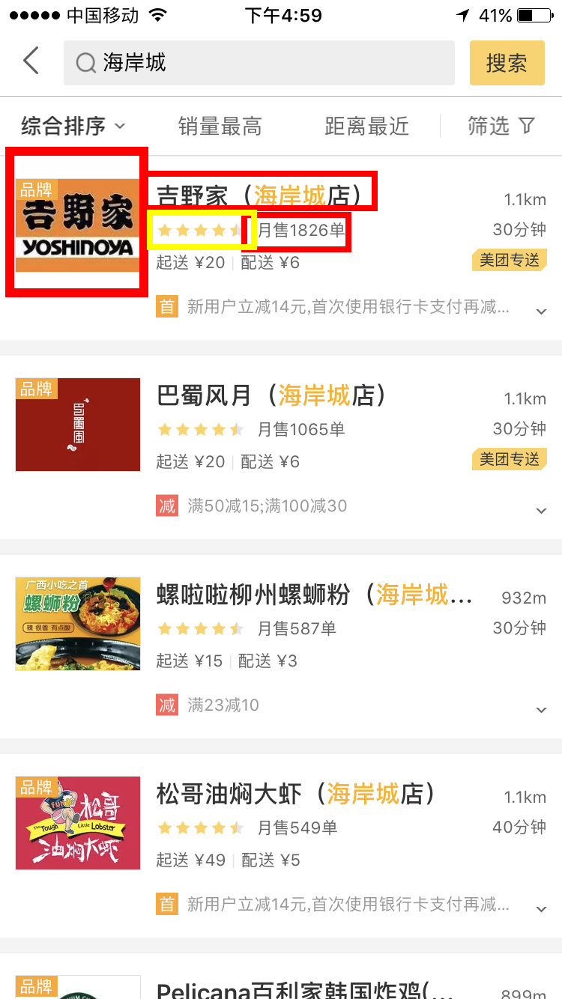 中国移动 下午4:59 41%
海岸城 搜索
综合排序 销量最高 距离最近 筛选
品牌
吉野家
YOSHINOYA
吉野家（海岸城店） 1.1km
月售1826单 30分钟
起送 ¥20 配送 ¥6 美团专送
首 新用户立减14元,首次使用银行卡支付再减...
品牌
巴蜀风
巴蜀风月（海岸城店） 1.1km
月售1065单 30分钟
起送 ¥20 配送 ¥6 美团专送
减 满50减15;满100减30
广西小吃之首
螺蛳粉
辣 很香 有点酸
螺啦啦柳州螺蛳粉（海岸城... 932m
月售587单 30分钟
起送 ¥15 配送 ¥3
减 满23减10
品牌
松哥
The Tough Little Lobster
油焖大虾
松哥油焖大虾（海岸城店） 1.1km
月售549单 40分钟
起送 ¥49 配送 ¥5
首 新用户立减14元,首次使用银行卡支付再减...
品牌
Pelicana百利家韩国炸鸡(... 899m